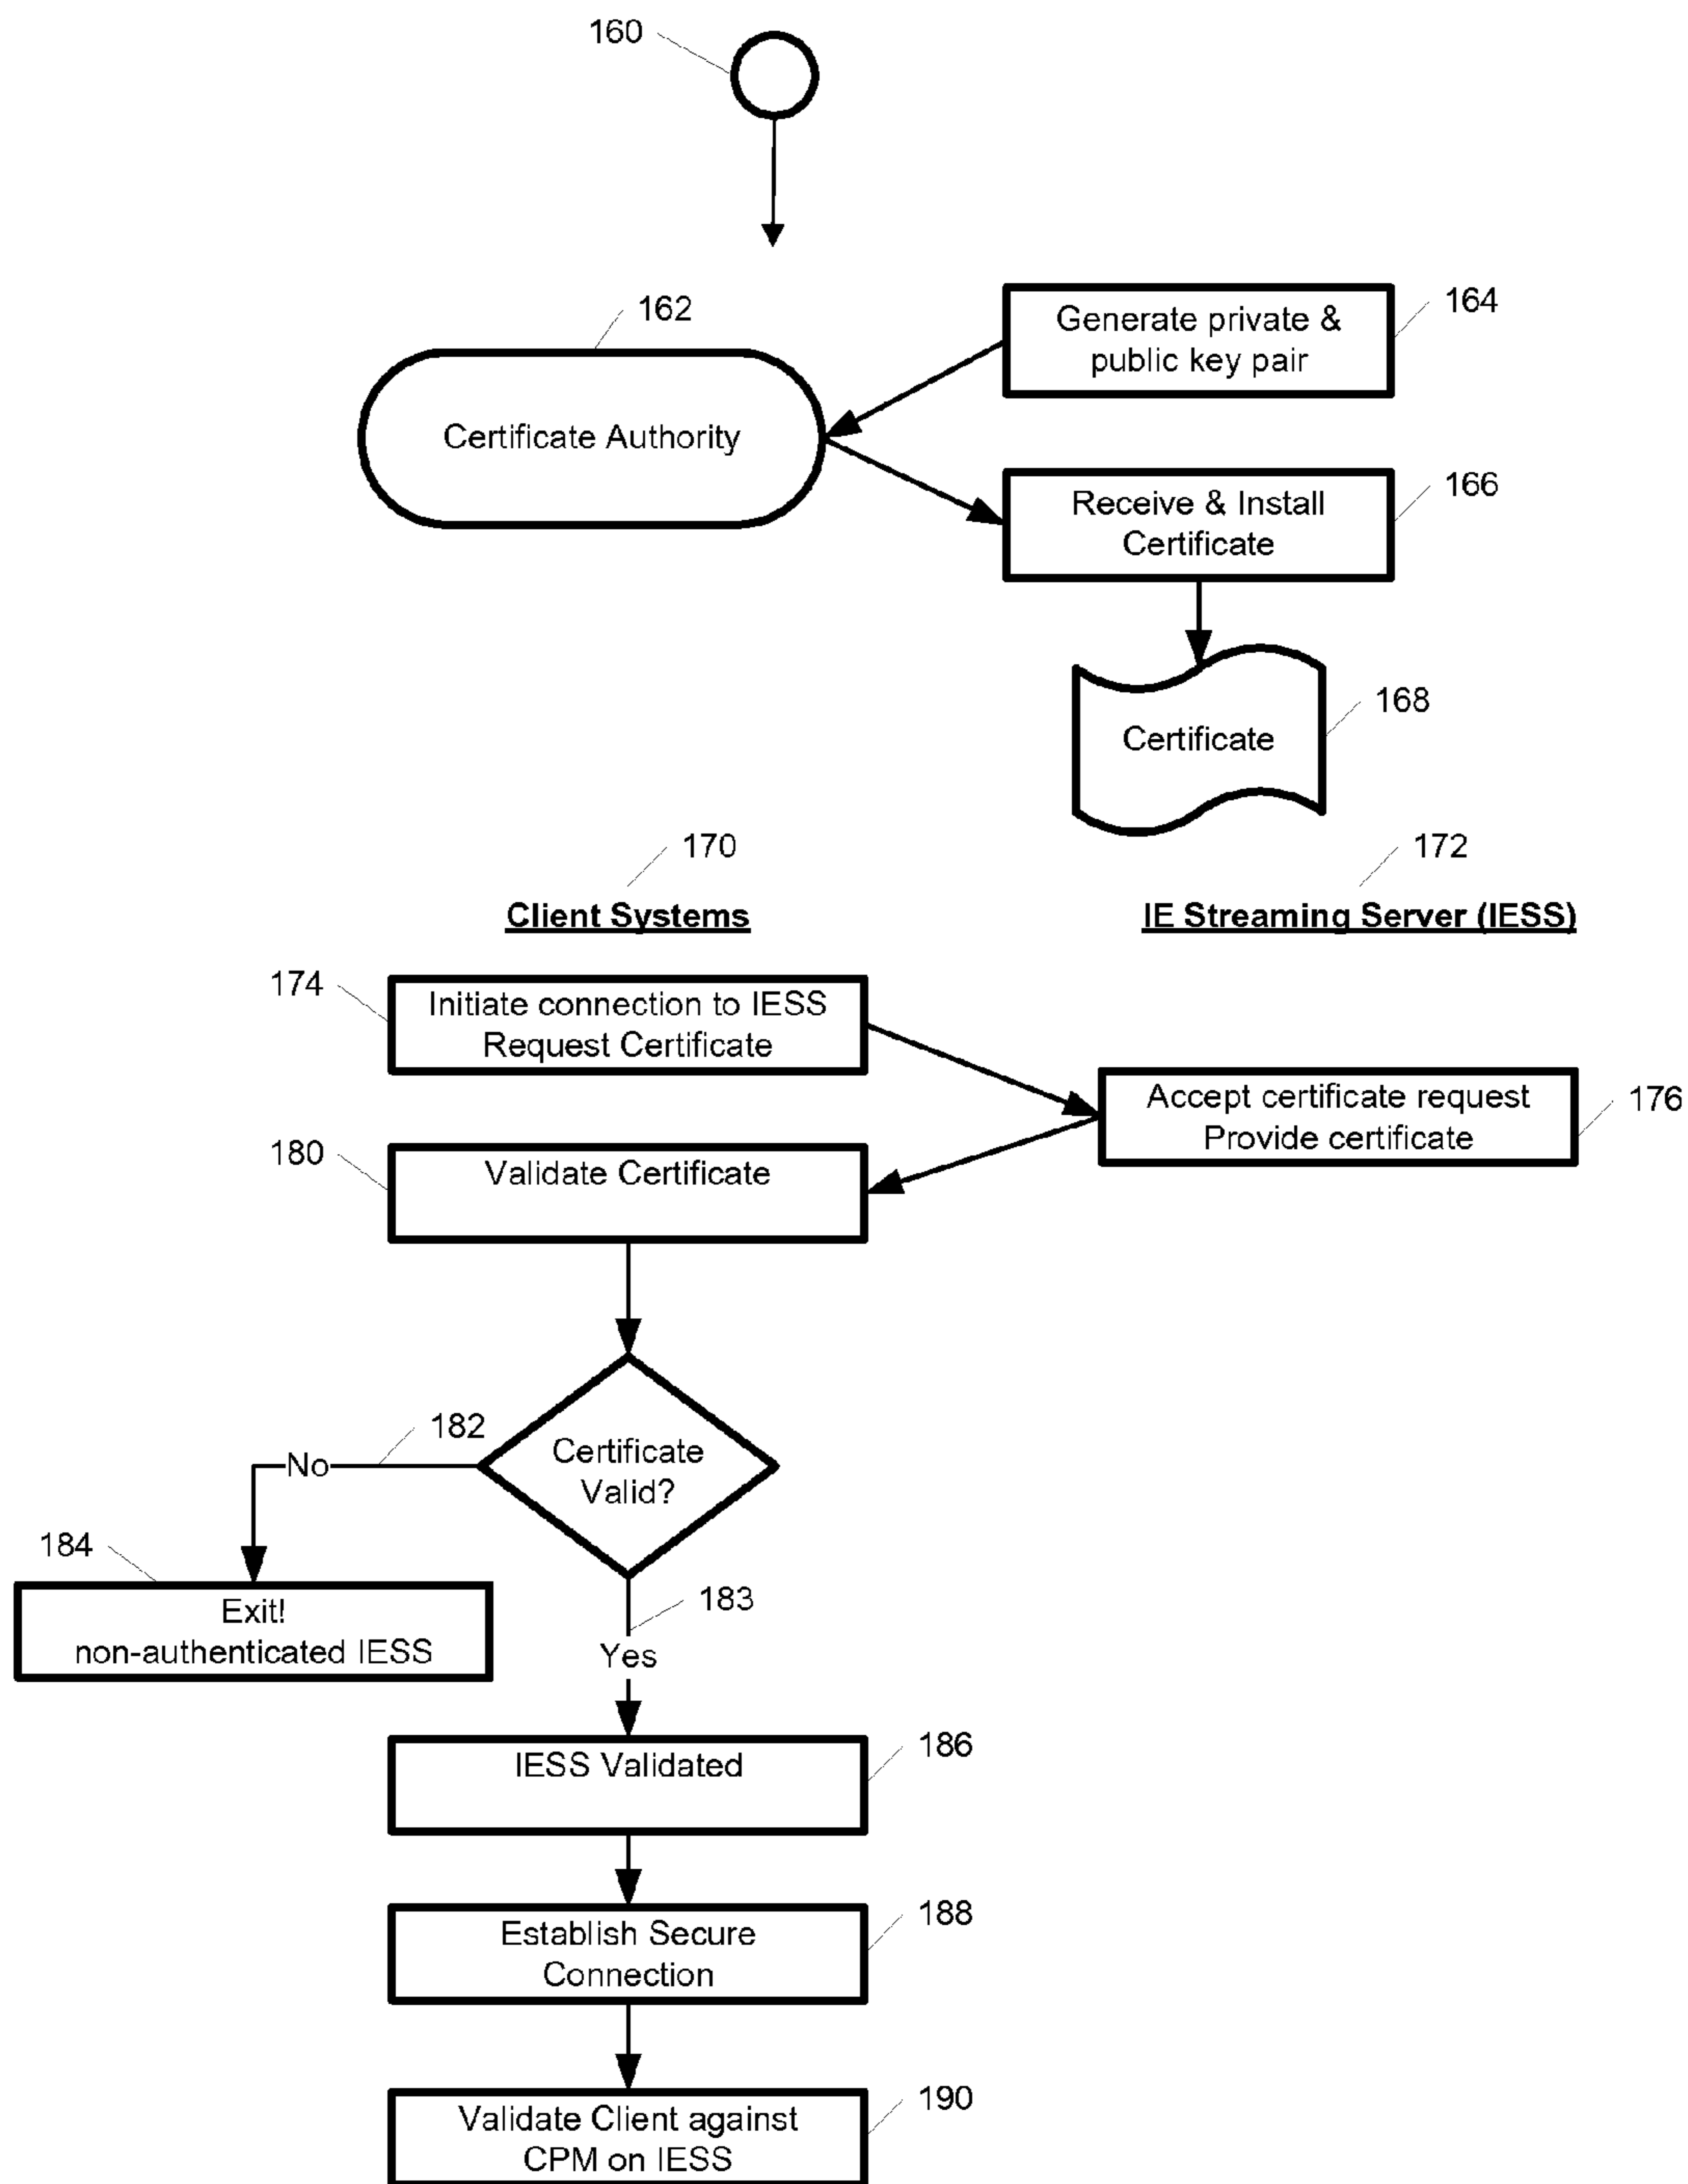 160
162
Generate private &
public key pair
164
Certificate Authority
Receive & Install
Certificate
166
Certificate
168
170
172
Client Systems
IE Streaming Server (IESS)
174
Initiate connection to IESS
Request Certificate
Accept certificate request
Provide certificate
176
180
Validate Certificate
Certificate
Valid?
182
No
184
Exit!
non-authenticated IESS
183
Yes
IESS Validated
186
Establish Secure
Connection
188
Validate Client against
CPM on IESS
190